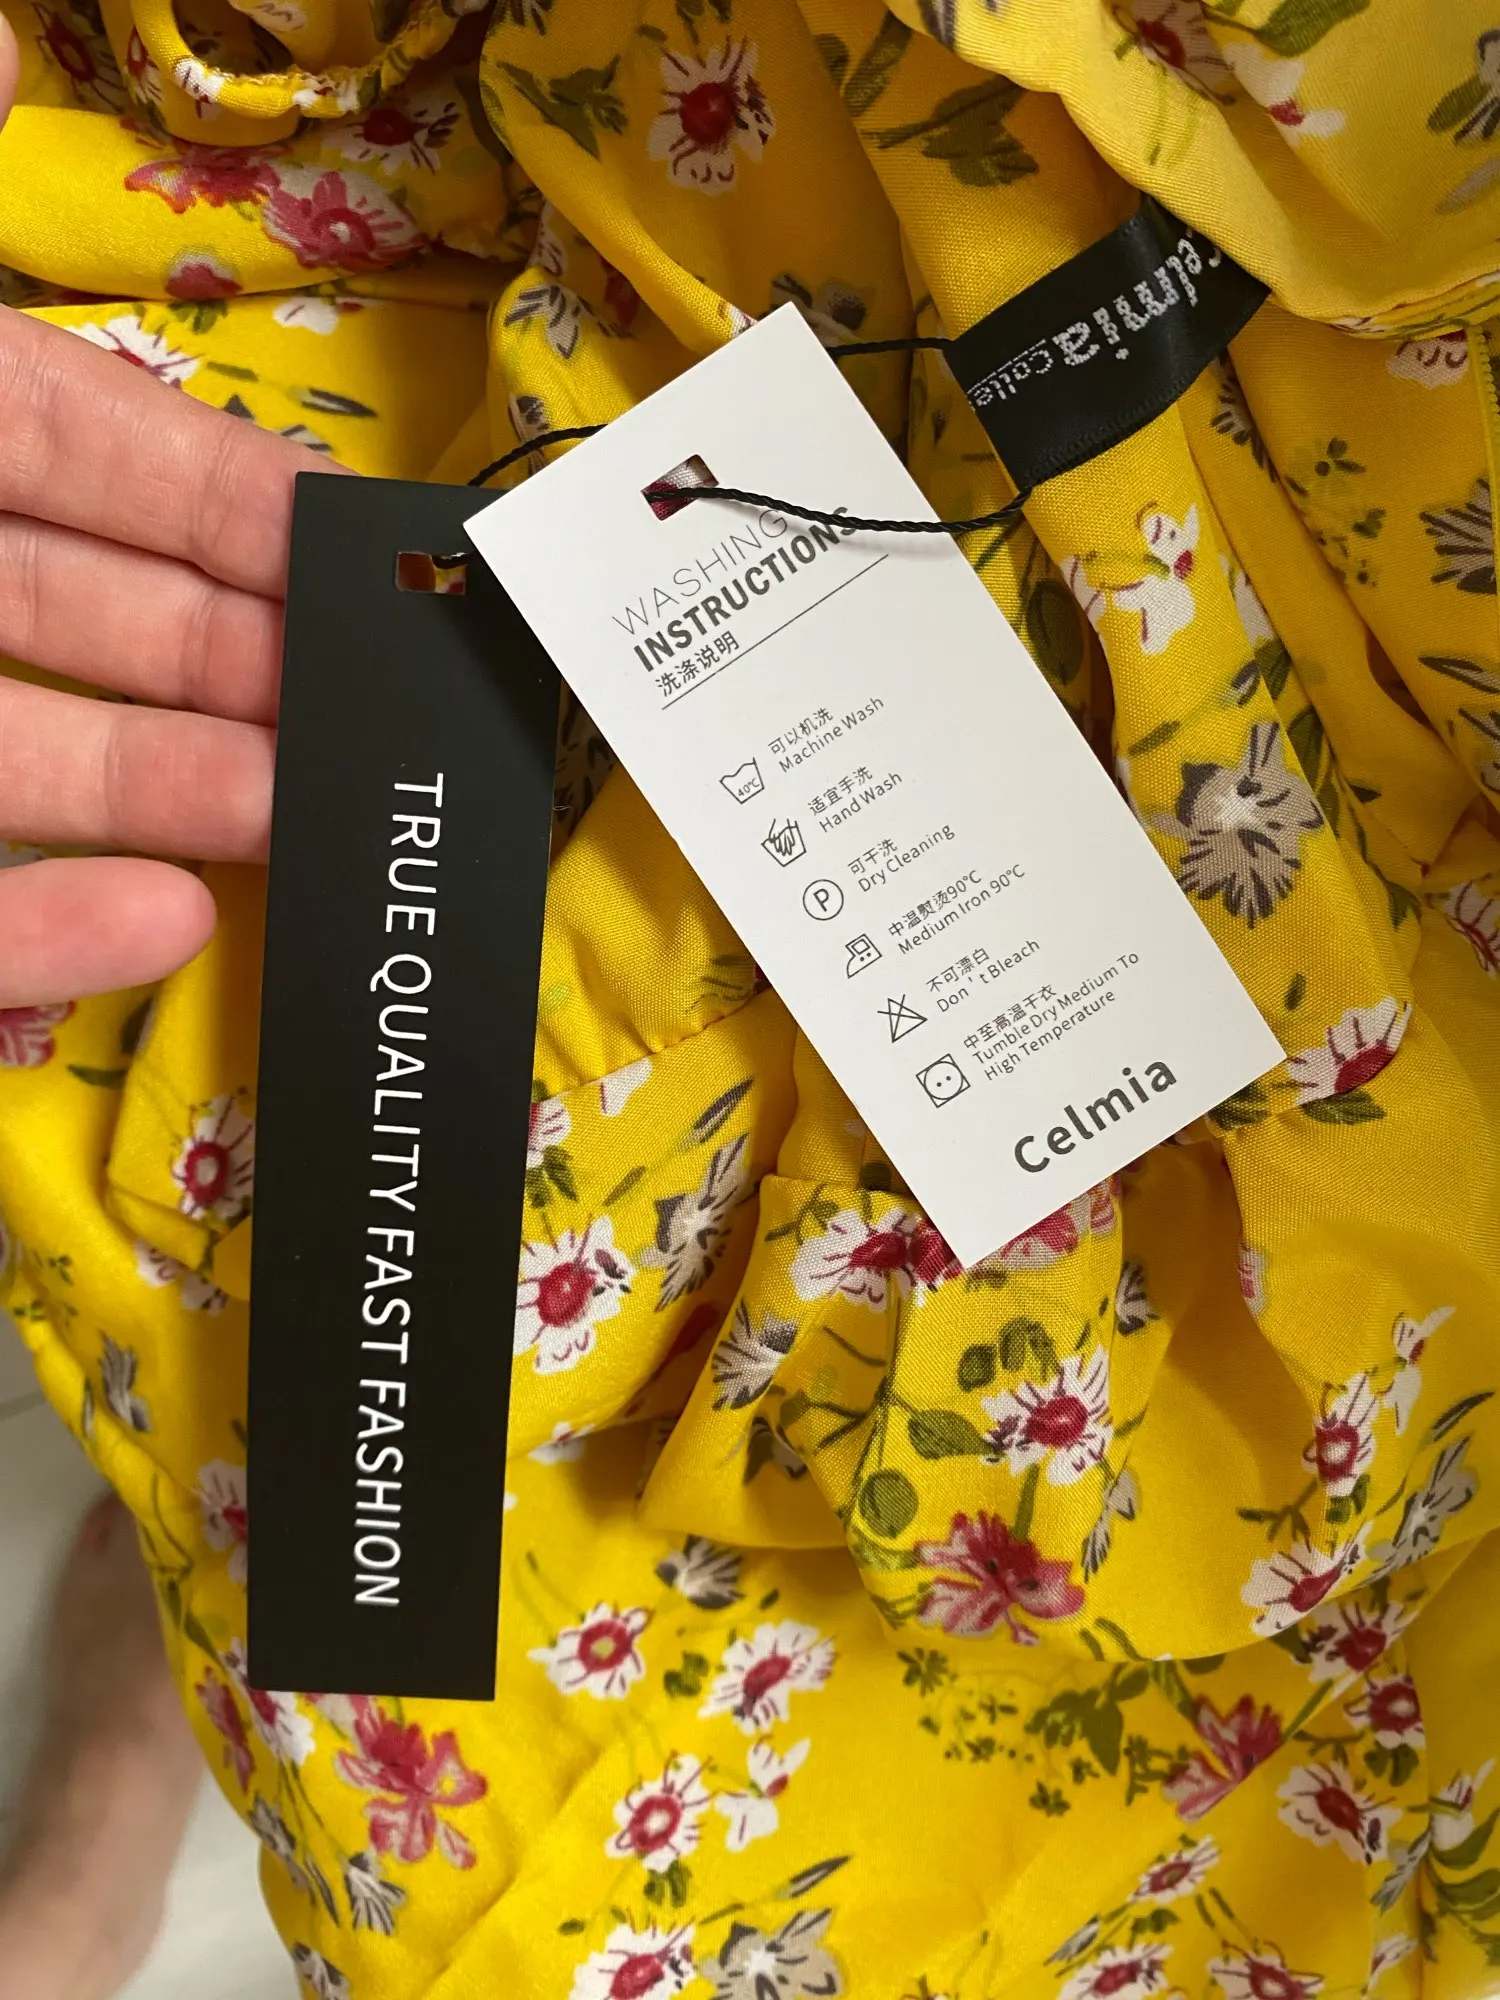 TRUE QUALITY FAST FASHION
WASHING
INSTRUCTIONS
洗涤说明
40℃
可以机洗
Machine Wash
适宜手洗
Hand Wash
P
可干洗
Dry Cleaning
中温熨烫90℃
Medium Iron 90℃
不可漂白
Don't Bleach
中至高温干衣
Tumble Dry Medium To
High Temperature
Celmia
celmia